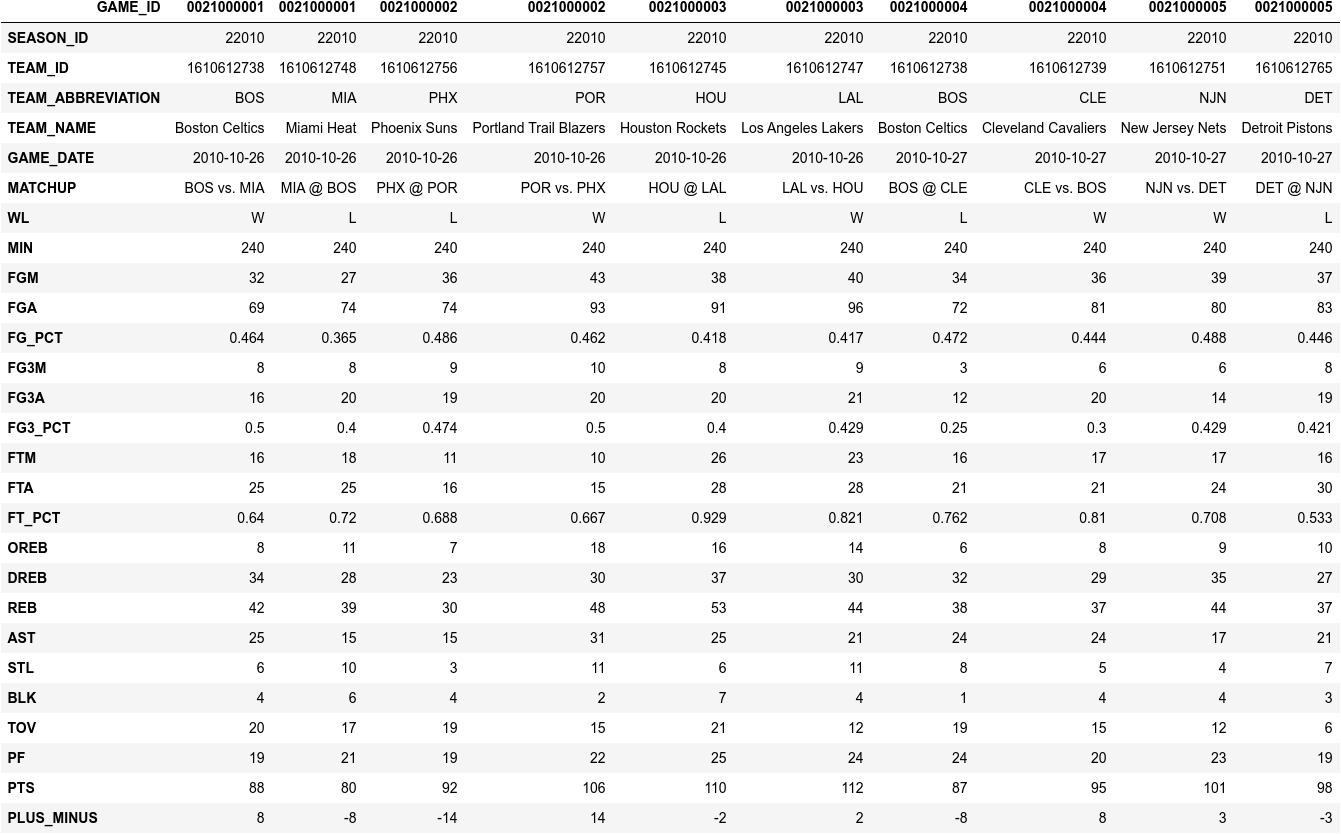 GAME_ID 0021000001 0021000001 0021000002 0021000002 0021000003 0021000003 0021000004 0021000004 0021000005 0021000005
SEASON_ID 22010 22010 22010 22010 22010 22010 22010 22010 22010 22010
TEAM_ID 1610612738 1610612748 1610612756 1610612757 1610612745 1610612747 1610612738 1610612739 1610612751 1610612765
TEAM_ABBREVIATION BOS MIA PHX POR HOU LAL BOS CLE NJN DET
TEAM_NAME Boston Celtics Miami Heat Phoenix Suns Portland Trail Blazers Houston Rockets Los Angeles Lakers Boston Celtics Cleveland Cavaliers New Jersey Nets Detroit Pistons
GAME_DATE 2010-10-26 2010-10-26 2010-10-26 2010-10-26 2010-10-26 2010-10-26 2010-10-27 2010-10-27 2010-10-27 2010-10-27
MATCHUP BOS vs. MIA MIA @ BOS PHX @ POR POR vs. PHX HOU @ LAL LAL vs. HOU BOS @ CLE CLE vs. BOS NJN vs. DET DET @ NJN
WL W L L W L W L W W L
MIN 240 240 240 240 240 240 240 240 240 240
FGM 32 27 36 43 38 40 34 36 39 37
FGA 69 74 74 93 91 96 72 81 80 83
FG_PCT 0.464 0.365 0.486 0.462 0.418 0.417 0.472 0.444 0.488 0.446
FG3M 8 8 9 10 8 9 3 6 6 8
FG3A 16 20 19 20 20 21 12 20 14 19
FG3_PCT 0.5 0.4 0.474 0.5 0.4 0.429 0.25 0.3 0.429 0.421
FTM 16 18 11 10 26 23 16 17 17 16
FTA 25 25 16 15 28 28 21 21 24 30
FT_PCT 0.64 0.72 0.688 0.667 0.929 0.821 0.762 0.81 0.708 0.533
OREB 8 11 7 18 16 14 6 8 9 10
DREB 34 28 23 30 37 30 32 29 35 27
REB 42 39 30 48 53 44 38 37 44 37
AST 25 15 15 31 25 21 24 24 17 21
STL 6 10 3 11 6 11 8 5 4 7
BLK 4 6 4 2 7 4 1 4 4 3
TOV 20 17 19 15 21 12 19 15 12 6
PF 19 21 19 22 25 24 24 20 23 19
PTS 88 80 92 106 110 112 87 95 101 98
PLUS_MINUS 8 -8 -14 14 -2 2 -8 8 3 -3